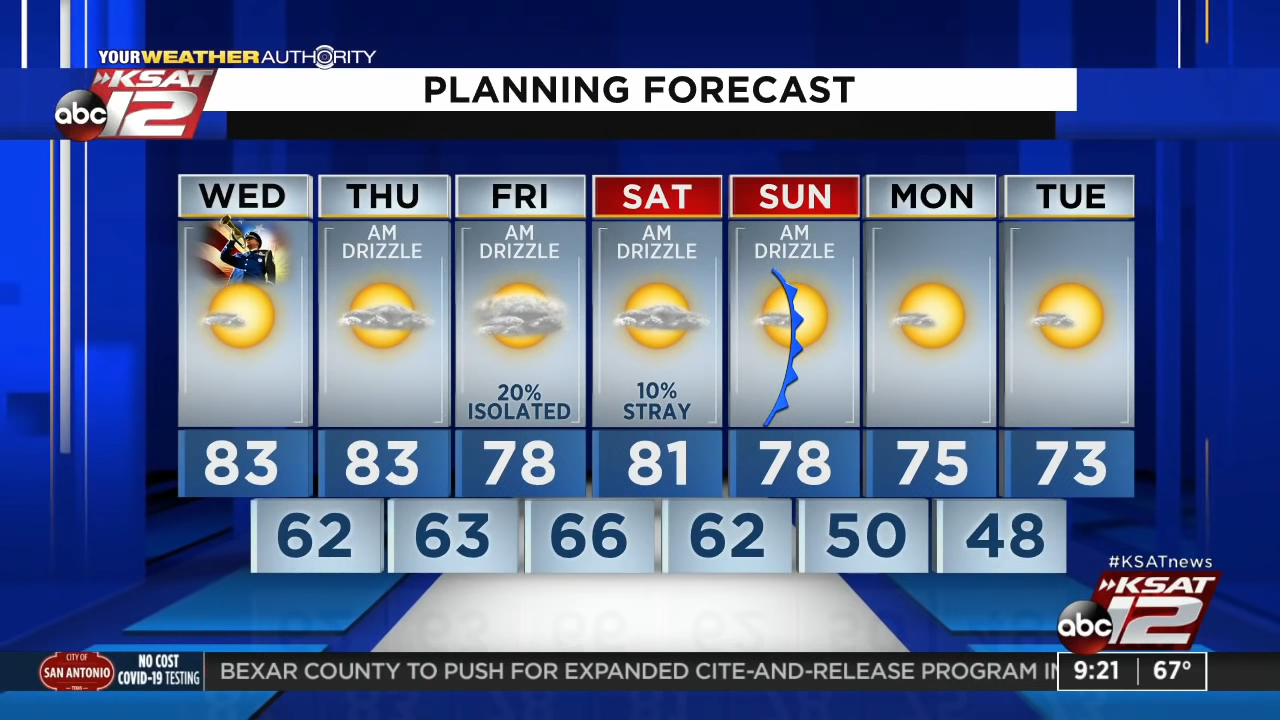 YOURWEATHERAUTHORITY
KSAT
abc 12
PLANNING FORECAST
WED THU FRI SAT SUN MON TUE
AM DRIZZLE
AM DRIZZLE
AM DRIZZLE
AM DRIZZLE
20% ISOLATED
10% STRAY
83 83 78 81 78 75 73
62 63 66 62 50 48
#KSATnews
KSAT
abc 12
CITY OF
SAN ANTONIO
TEXAS
NO COST
COVID-19 TESTING
BEXAR COUNTY TO PUSH FOR EXPANDED CITE-AND-RELEASE PROGRAM IN
9:21 67°